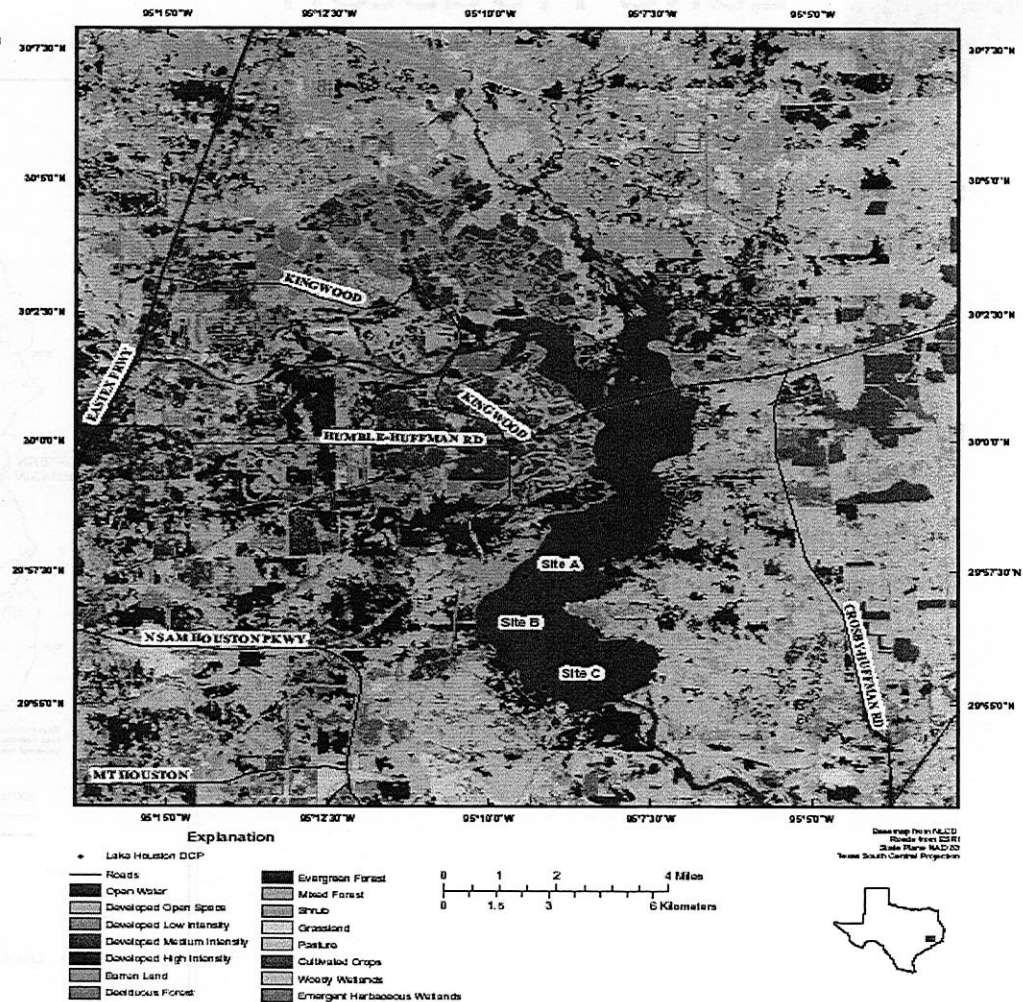 95°15'0"W 95°12'30"W 95°10'0"W 95°7'30"W 95°5'0"W
30°7'30"N 30°7'30"N
30°5'0"N 30°5'0"N
KINGWOOD
30°2'30"N 30°2'30"N
EASTEX FRWY
KINGWOOD
HUMBLE-HUFFMAN RD
30°0'0"N 30°0'0"N
29°57'30"N 29°57'30"N
Site A
Site B
N SAM HOUSTON PKWY
CROSBY-HUFFMAN RD
Site C
29°55'0"N 29°55'0"N
MT HOUSTON
95°15'0"W 95°12'30"W 95°10'0"W 95°7'30"W 95°5'0"W
Explanation
Lake Houston DCP
Roads
Open Water
Developed Open Space
Developed Low Intensity
Developed Medium Intensity
Developed High Intensity
Barren Land
Deciduous Forest
Evergreen Forest
Mixed Forest
Shrub
Grassland
Pasture
Cultivated Crops
Woody Wetlands
Emergent Herbaceous Wetlands
0 1 2 4 Miles
0 1.5 3 6 Kilometers
Basemap from NLCD
Roads from ESRI
State Plane NAD 83
Texas South Central Projection